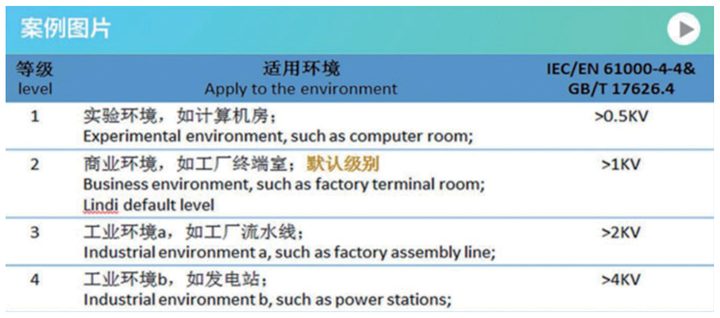 案例图片
等级
level
适用环境
Apply to the environment
IEC/EN 61000-4-4&
GB/T 17626.4
1
实验环境，如计算机房；
Experimental environment, such as computer room;
>0.5KV
2
商业环境，如工厂终端室；默认级别
Business environment, such as factory terminal room;
Lindi default level
>1KV
3
工业环境a，如工厂流水线；
Industrial environment a, such as factory assembly line;
>2KV
4
工业环境b，如发电站；
Industrial environment b, such as power stations;
>4KV